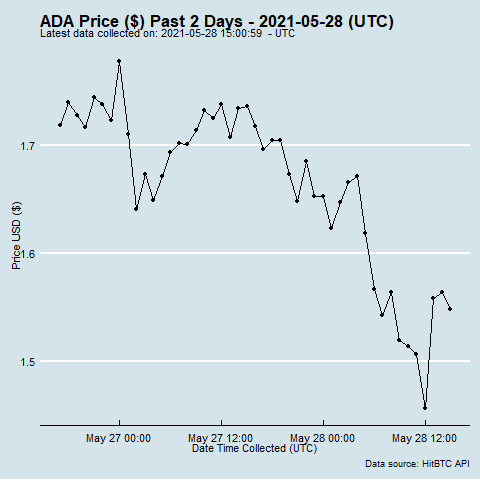 ADA Price ($) Past 2 Days - 2021-05-28 (UTC)
Latest data collected on: 2021-05-28 15:00:59  - UTC
1.7
1.6
1.5
Price USD ($)
May 27 00:00 May 27 12:00 May 28 00:00 May 28 12:00
Date Time Collected (UTC)
Data source: HitBTC API